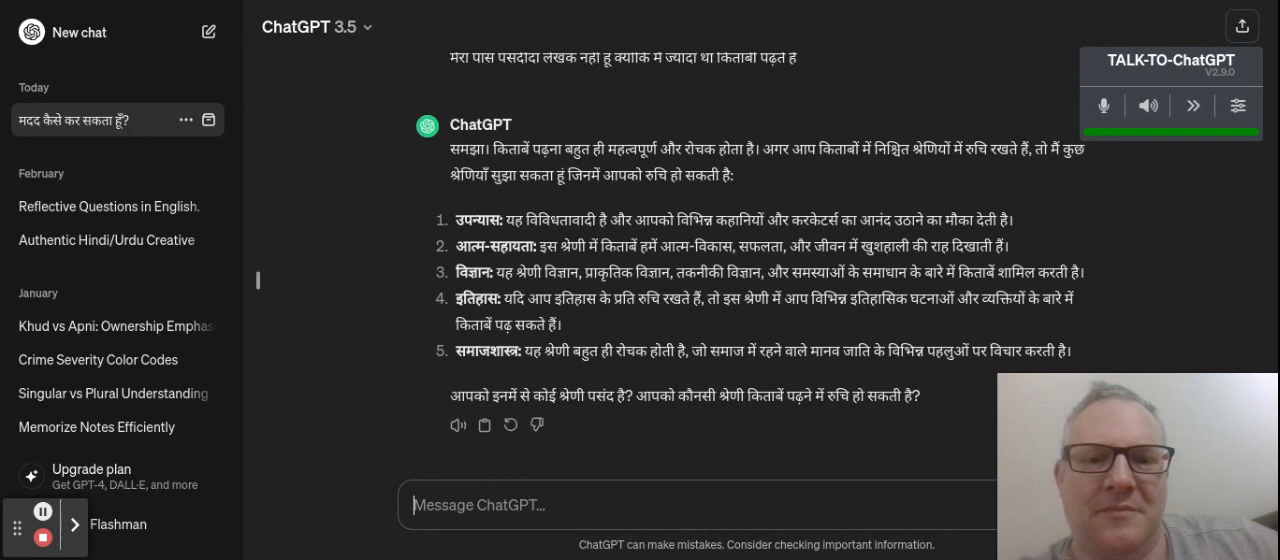 New chat
Today
मदद कैसे कर सकता हूँ?
February
Reflective Questions in English.
Authentic Hindi/Urdu Creative
January
Khud vs Apni: Ownership Emphas
Crime Severity Color Codes
Singular vs Plural Understanding
Memorize Notes Efficiently
Upgrade plan
Get GPT-4, DALL-E, and more
Flashman
ChatGPT 3.5
मेरा पास पसंदीदा लेखक नहीं हूँ क्योंकि मैं ज्यादा था किताबों पढ़ते हैं
ChatGPT
समझा। किताबें पढ़ना बहुत ही महत्वपूर्ण और रोचक होता है। अगर आप किताबों में निश्चित श्रेणियों में रुचि रखते हैं, तो मैं कुछ
श्रेणियाँ सुझा सकता हूं जिनमें आपको रुचि हो सकती है:
1. उपन्यास: यह विविधतावादी है और आपको विभिन्न कहानियों और करकेटर्स का आनंद उठाने का मौका देती है।
2. आत्म-सहायता: इस श्रेणी में किताबें हमें आत्म-विकास, सफलता, और जीवन में खुशहाली की राह दिखाती हैं।
3. विज्ञान: यह श्रेणी विज्ञान, प्राकृतिक विज्ञान, तकनीकी विज्ञान, और समस्याओं के समाधान के बारे में किताबें शामिल करती है।
4. इतिहास: यदि आप इतिहास के प्रति रुचि रखते हैं, तो इस श्रेणी में आप विभिन्न इतिहासिक घटनाओं और व्यक्तियों के बारे में
किताबें पढ़ सकते हैं।
5. समाजशास्त्र: यह श्रेणी बहुत ही रोचक होती है, जो समाज में रहने वाले मानव जाति के विभिन्न पहलुओं पर विचार करती है।
आपको इनमें से कोई श्रेणी पसंद है? आपको कौनसी श्रेणी किताबें पढ़ने में रुचि हो सकती है?
Message ChatGPT...
ChatGPT can make mistakes. Consider checking important information.
TALK-TO-ChatGPT
V2.9.0